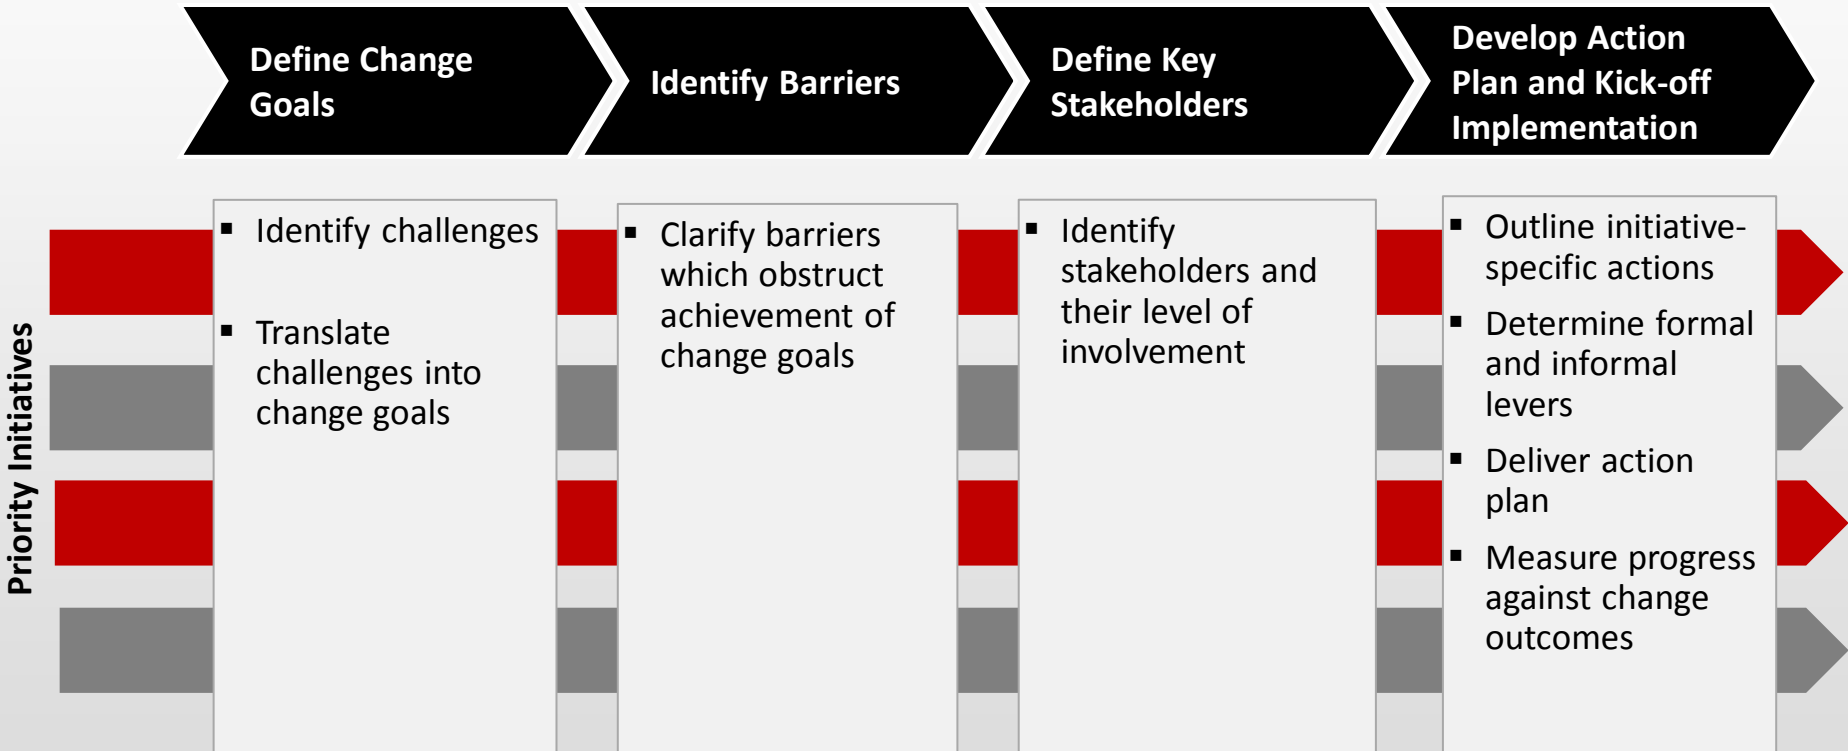 Define Change
Goals
Identify Barriers
Define Key
Stakeholders
Develop Action
Plan and Kick-off
Implementation
Priority Initiatives
▪ Identify challenges
▪ Translate
challenges into
change goals
▪ Clarify barriers
which obstruct
achievement of
change goals
▪ Identify
stakeholders and
their level of
involvement
▪ Outline initiative-
specific actions
▪ Determine formal
and informal
levers
▪ Deliver action
plan
▪ Measure progress
against change
outcomes